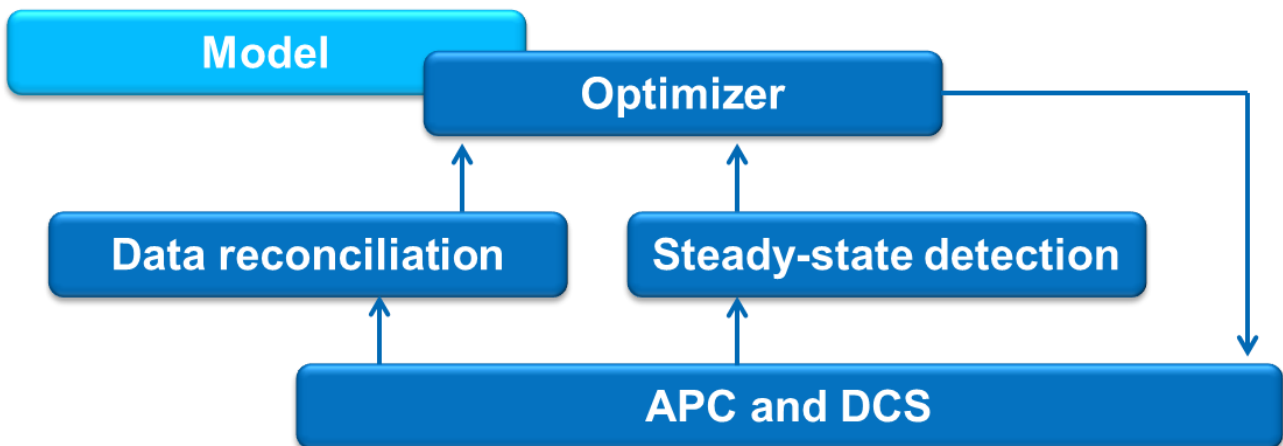 Model
Optimizer
Data reconciliation
Steady-state detection
APC and DCS